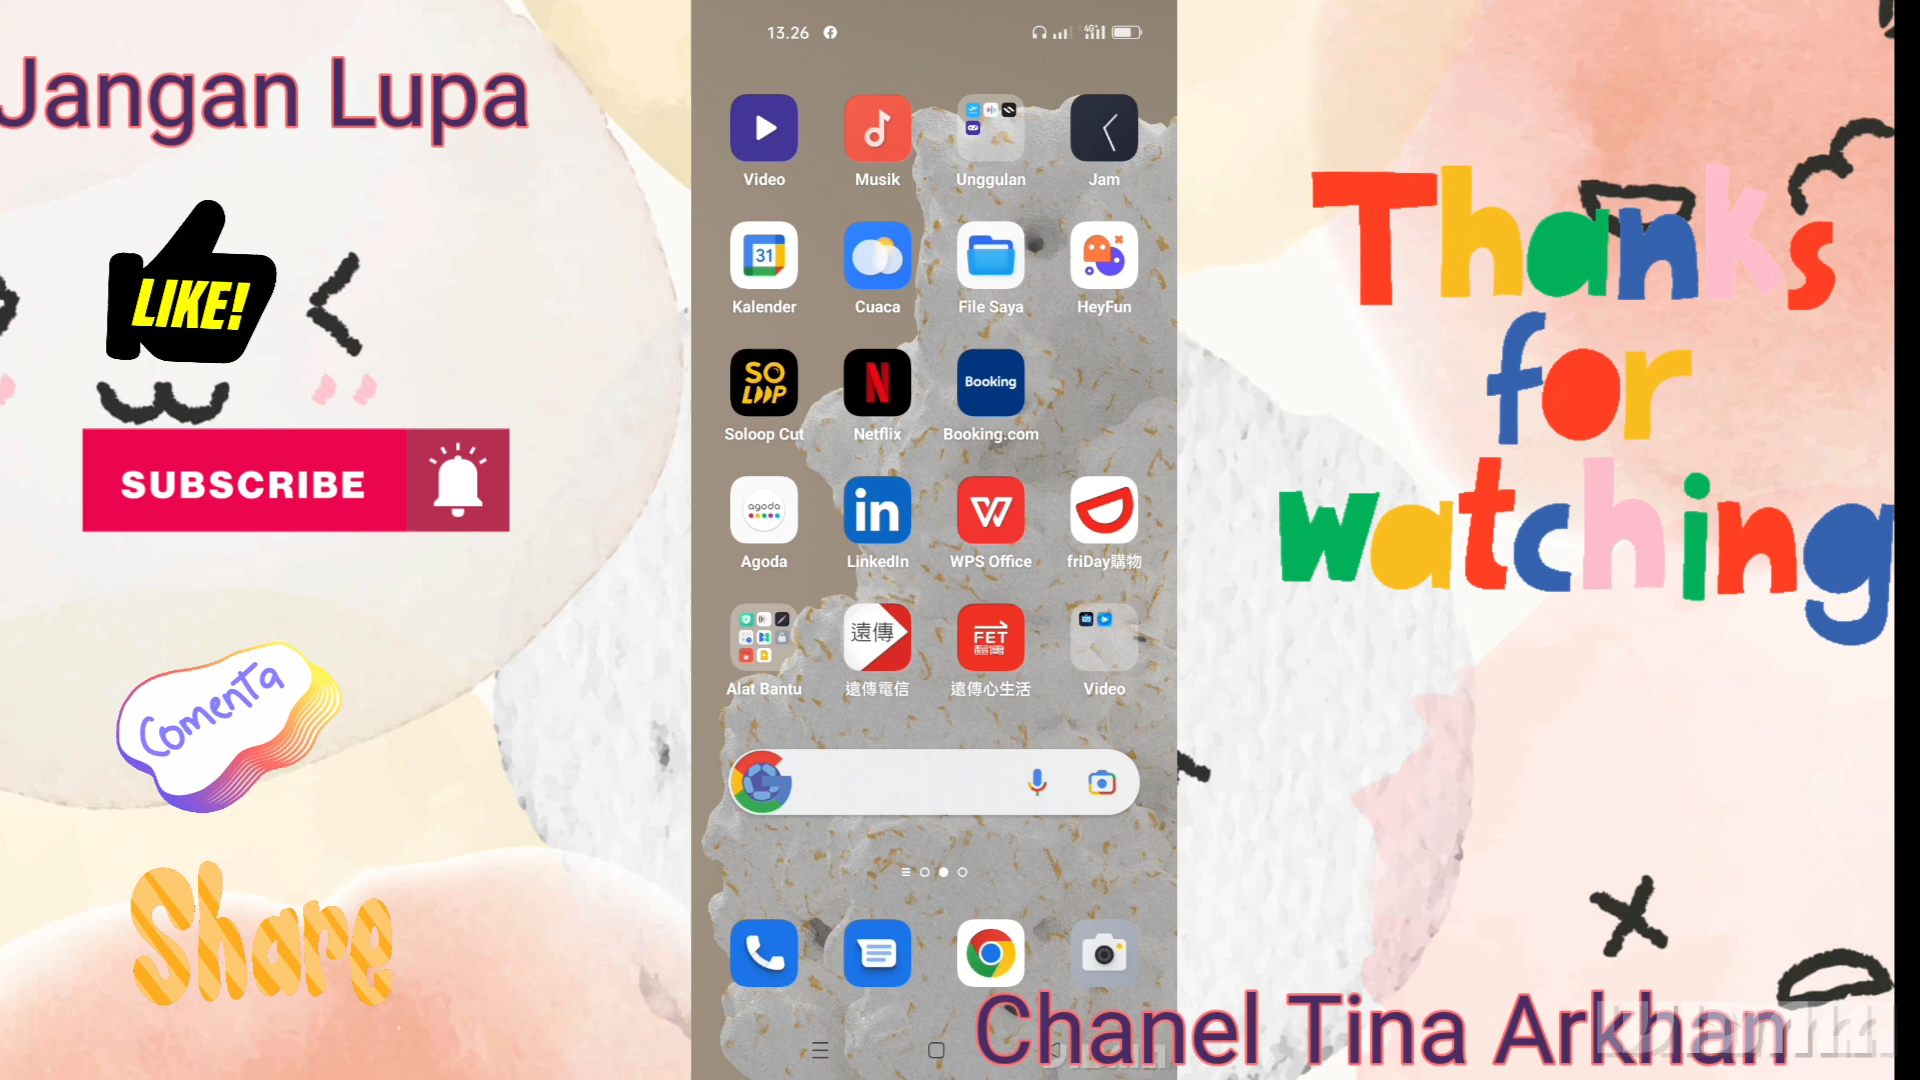 Jangan Lupa
LIKE!
SUBSCRIBE
Comenta
Share
13.26
4G+
Video
Musik
Unggulan
Jam
31
Kalender
Cuaca
File Saya
HeyFun
SO
LOOP
Soloop Cut
N
Netflix
Booking
Booking.com
agoda
Agoda
in
LinkedIn
W
WPS Office
friDay購物
Alat Bantu
遠傳
遠傳電信
FET
遠傳心生活
Video
Thanks
for
watching
Chanel Tina Arkhan